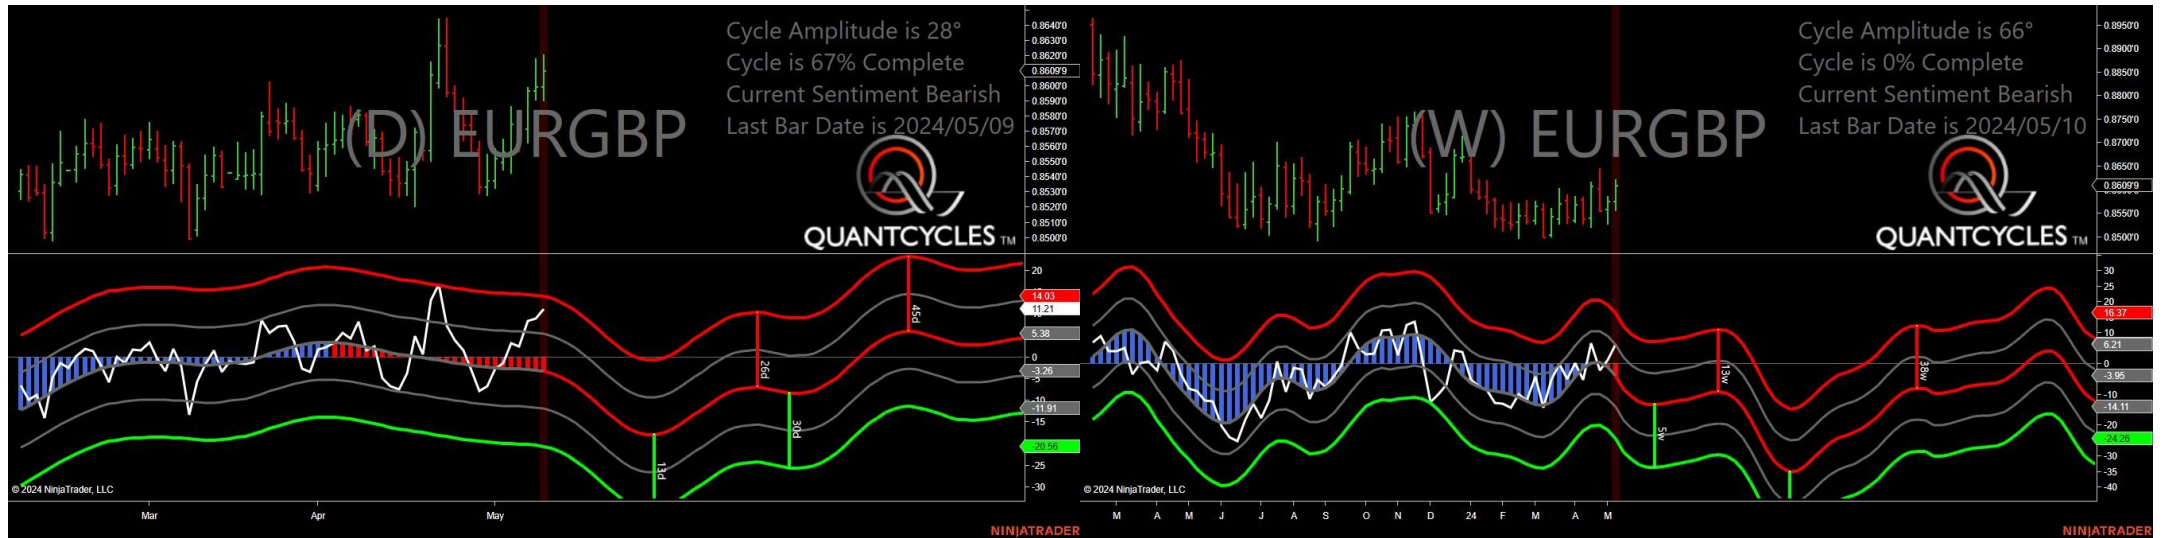 Cycle Amplitude is 28°
Cycle is 67% Complete
Current Sentiment Bearish
Last Bar Date is 2024/05/09
(D) EURGBP
QUANTCYCLES TM
0.8640'0
0.8630'0
0.8620'0
0.8609'9
0.8600'0
0.8590'0
0.8580'0
0.8570'0
0.8560'0
0.8550'0
0.8540'0
0.8530'0
0.8520'0
0.8510'0
0.8500'0
20
14.03
11.21
5.38
0
-3.26
-11.91
-15
-20.56
-25
-30
13d
26d
30d
45d
© 2024 NinjaTrader, LLC
Mar
Apr
May
NINJATRADER
Cycle Amplitude is 66°
Cycle is 0% Complete
Current Sentiment Bearish
Last Bar Date is 2024/05/10
(W) EURGBP
QUANTCYCLES TM
0.8950'0
0.8900'0
0.8850'0
0.8800'0
0.8750'0
0.8700'0
0.8650'0
0.8609'9
0.8550'0
0.8500'0
30
25
20
16.37
10
6.21
0
-3.95
-10
-14.11
-20
-24.26
-30
-35
-40
5w
13w
38w
© 2024 NinjaTrader, LLC
M A M J J A S O N D 24 F M A M
NINJATRADER